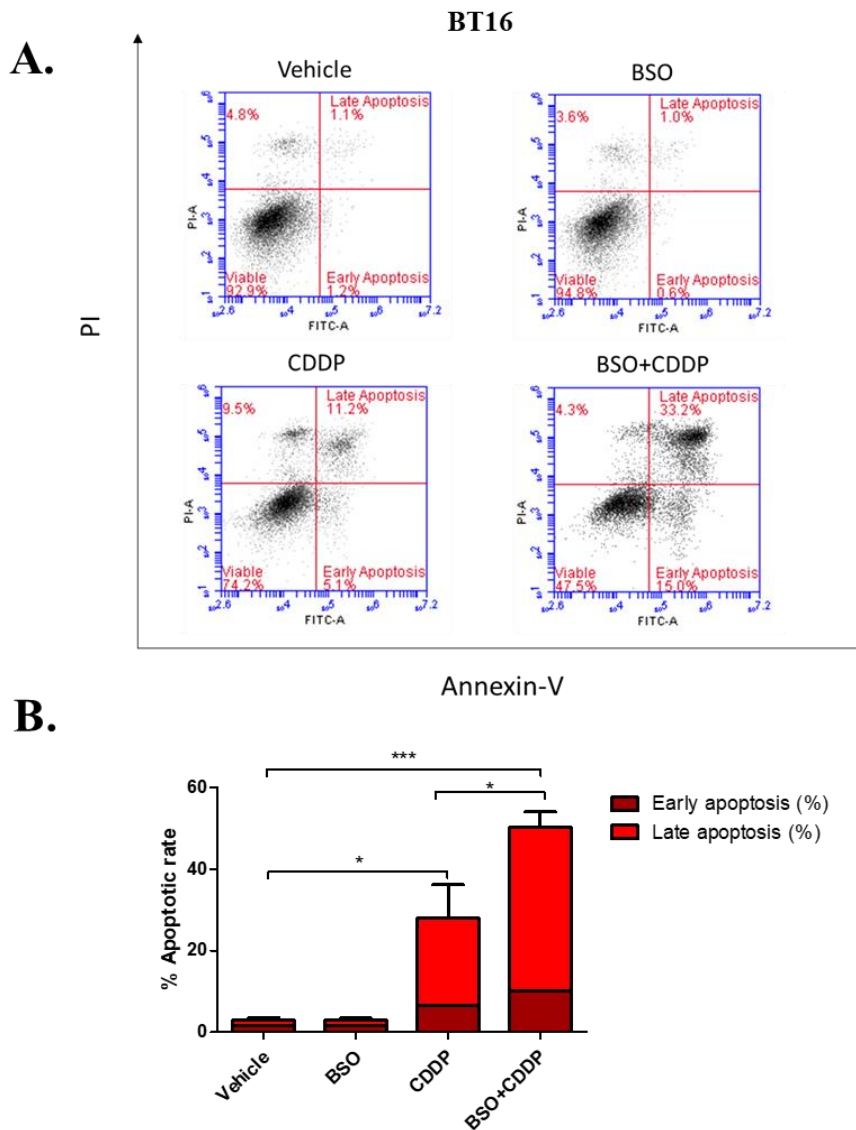 BT16
A.
Vehicle
4.8%
Late Apoptosis
1.1%
Viable
92.9%
Early Apoptosis
1.2%
PI-A
FITC-A
BSO
3.6%
Late Apoptosis
1.0%
Viable
94.8%
Early Apoptosis
0.6%
PI-A
FITC-A
PI
CDDP
9.5%
Late Apoptosis
11.2%
Viable
74.2%
Early Apoptosis
5.1%
PI-A
FITC-A
BSO+CDDP
4.3%
Late Apoptosis
33.2%
Viable
47.5%
Early Apoptosis
15.0%
PI-A
FITC-A
Annexin-V
B.
***
*
*
60
40
20
0
% Apoptotic rate
Early apoptosis (%)
Late apoptosis (%)
Vehicle
BSO
CDDP
BSO+CDDP